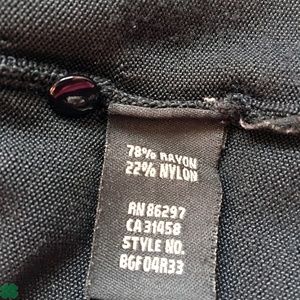 78% RAYON
22% NYLON
RN 86297
CA 31458
STYLE NO.
BGF04R33